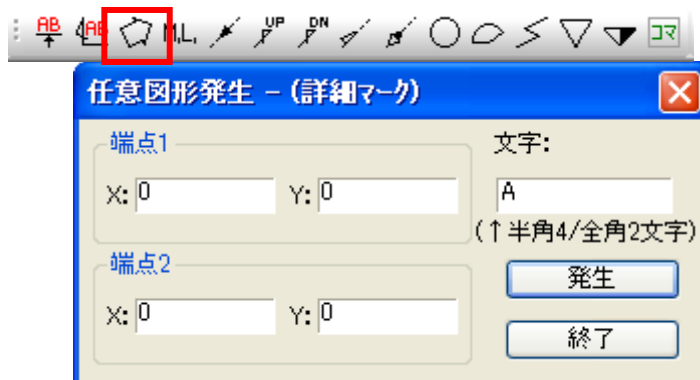 AB AB M.L. UP DN コマ
任意図形発生 - (詳細マーク)
端点1
文字:
X: 0 Y: 0
A
(↑半角4/全角2文字)
端点2
発生
X: 0 Y: 0
終了